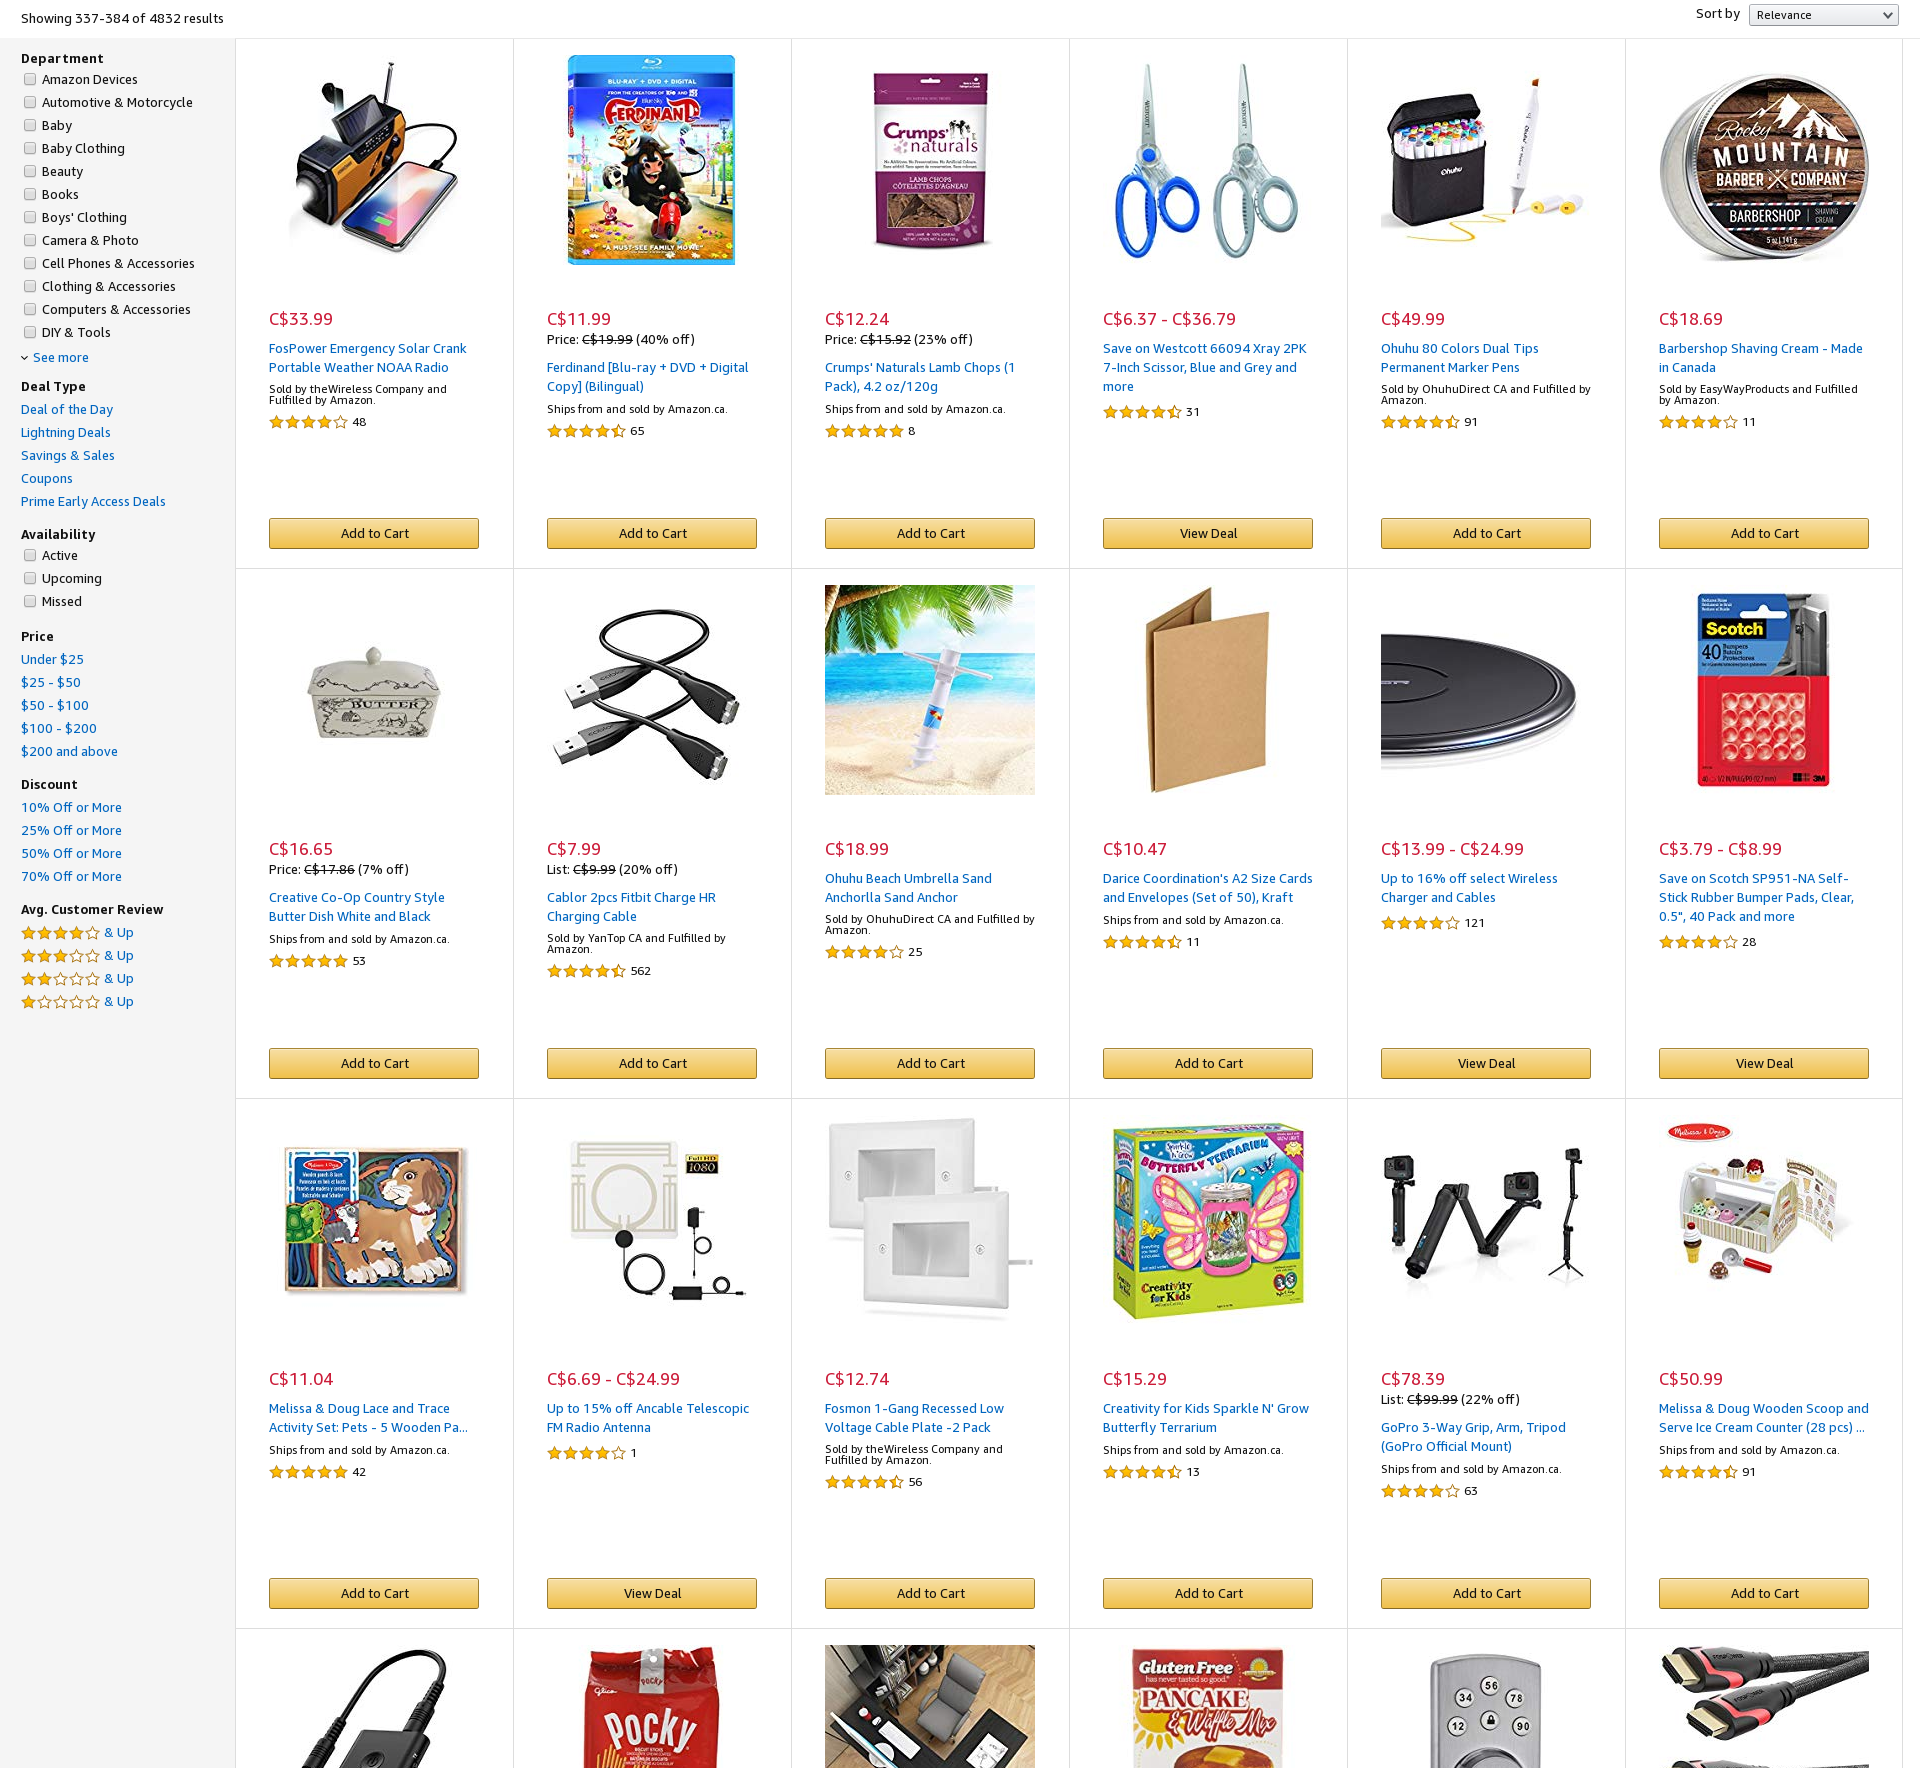 Showing 337-384 of 4832 results
Sort by
Relevance
Department
Amazon Devices
Automotive & Motorcycle
Baby
Baby Clothing
Beauty
Books
Boys' Clothing
Camera & Photo
Cell Phones & Accessories
Clothing & Accessories
Computers & Accessories
DIY & Tools
See more
Deal Type
Deal of the Day
Lightning Deals
Savings & Sales
Coupons
Prime Early Access Deals
Availability
Active
Upcoming
Missed
Price
Under $25
$25 - $50
$50 - $100
$100 - $200
$200 and above
Discount
10% Off or More
25% Off or More
50% Off or More
70% Off or More
Avg. Customer Review
& Up
& Up
& Up
& Up
C$33.99
FosPower Emergency Solar Crank
Portable Weather NOAA Radio
Sold by theWireless Company and
Fulfilled by Amazon.
48
Add to Cart
BLU-RAY + DVD + DIGITAL
FERDINAND
"A MUST-SEE FAMILY MOVIE"
C$11.99
Price: C$19.99 (40% off)
Ferdinand [Blu-ray + DVD + Digital
Copy] (Bilingual)
Ships from and sold by Amazon.ca.
65
Add to Cart
Crumps'
naturals
LAMB CHOPS
CÔTELETTES D'AGNEAU
C$12.24
Price: C$15.92 (23% off)
Crumps' Naturals Lamb Chops (1
Pack), 4.2 oz/120g
Ships from and sold by Amazon.ca.
8
Add to Cart
WESTCOTT
WESTCOTT
C$6.37 - C$36.79
Save on Westcott 66094 Xray 2PK
7-Inch Scissor, Blue and Grey and
more
31
View Deal
Ohuhu
C$49.99
Ohuhu 80 Colors Dual Tips
Permanent Marker Pens
Sold by OhuhuDirect CA and Fulfilled by
Amazon.
91
Add to Cart
Rocky
MOUNTAIN
BARBER COMPANY
BARBERSHOP
SHAVING
CREAM
5 oz | 141 g
C$18.69
Barbershop Shaving Cream - Made
in Canada
Sold by EasyWayProducts and Fulfilled
by Amazon.
11
Add to Cart
BUTTER
C$16.65
Price: C$17.86 (7% off)
Creative Co-Op Country Style
Butter Dish White and Black
Ships from and sold by Amazon.ca.
53
Add to Cart
C$7.99
List: C$9.99 (20% off)
Cablor 2pcs Fitbit Charge HR
Charging Cable
Sold by YanTop CA and Fulfilled by
Amazon.
562
Add to Cart
C$18.99
Ohuhu Beach Umbrella Sand
Anchorlla Sand Anchor
Sold by OhuhuDirect CA and Fulfilled by
Amazon.
25
Add to Cart
C$10.47
Darice Coordination's A2 Size Cards
and Envelopes (Set of 50), Kraft
Ships from and sold by Amazon.ca.
11
Add to Cart
C$13.99 - C$24.99
Up to 16% off select Wireless
Charger and Cables
121
View Deal
Scotch
40
Bumpers
Butoirs
Protectores
3M
C$3.79 - C$8.99
Save on Scotch SP951-NA Self-
Stick Rubber Bumper Pads, Clear,
0.5", 40 Pack and more
28
View Deal
Melissa & Doug
C$11.04
Melissa & Doug Lace and Trace
Activity Set: Pets - 5 Wooden Pa...
Ships from and sold by Amazon.ca.
42
Add to Cart
Full HD
1080
C$6.69 - C$24.99
Up to 15% off Ancable Telescopic
FM Radio Antenna
1
View Deal
C$12.74
Fosmon 1-Gang Recessed Low
Voltage Cable Plate -2 Pack
Sold by theWireless Company and
Fulfilled by Amazon.
56
Add to Cart
Sparkle
N' Grow
BUTTERFLY TERRARIUM
Creativity
for Kids
C$15.29
Creativity for Kids Sparkle N' Grow
Butterfly Terrarium
Ships from and sold by Amazon.ca.
13
Add to Cart
C$78.39
List: C$99.99 (22% off)
GoPro 3-Way Grip, Arm, Tripod
(GoPro Official Mount)
Ships from and sold by Amazon.ca.
63
Add to Cart
Melissa & Doug
C$50.99
Melissa & Doug Wooden Scoop and
Serve Ice Cream Counter (28 pcs) ...
Ships from and sold by Amazon.ca.
91
Add to Cart
Glico
POCKY
POCKY
Gluten Free
has never tasted so good.
PANCAKE
& Waffle Mix
56
34
78
12
90
FOSPOWER